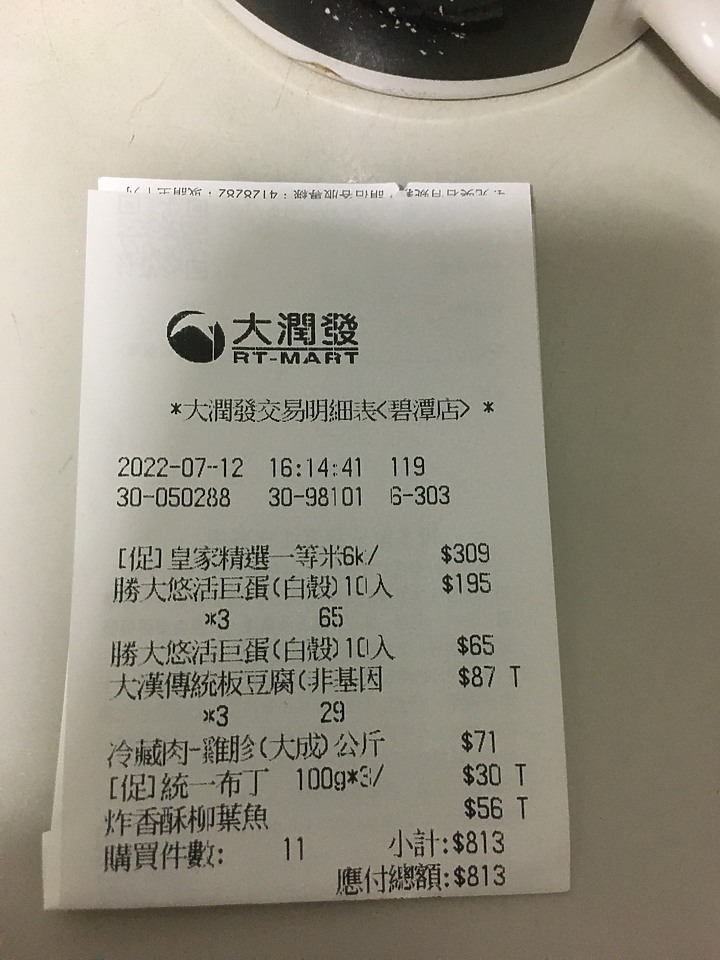 大潤發
RT-MART
*大潤發交易明細表<碧潭店> *
2022-07-12 16:14:41 119
30-050288 30-98101 6-303
[促]皇家精選一等米6k/ $309
勝大悠活巨蛋(白殼)10入 $195
*3 65
勝大悠活巨蛋(白殼)10入 $65
大漢傳統板豆腐(非基因 $87 T
*3 29
冷藏肉-雞胗(大成)公斤 $71
[促]統一布丁 100g*3/ $30 T
炸香酥柳葉魚 $56 T
購買件數: 11 小計:$813
應付總額:$813